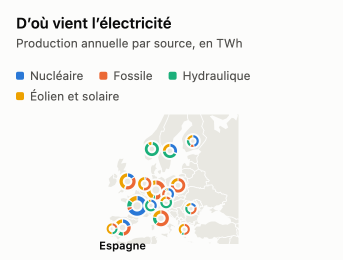 D’où vient l’électricité
Production annuelle par source, en TWh
Nucléaire Fossile Hydraulique
Éolien et solaire
Espagne